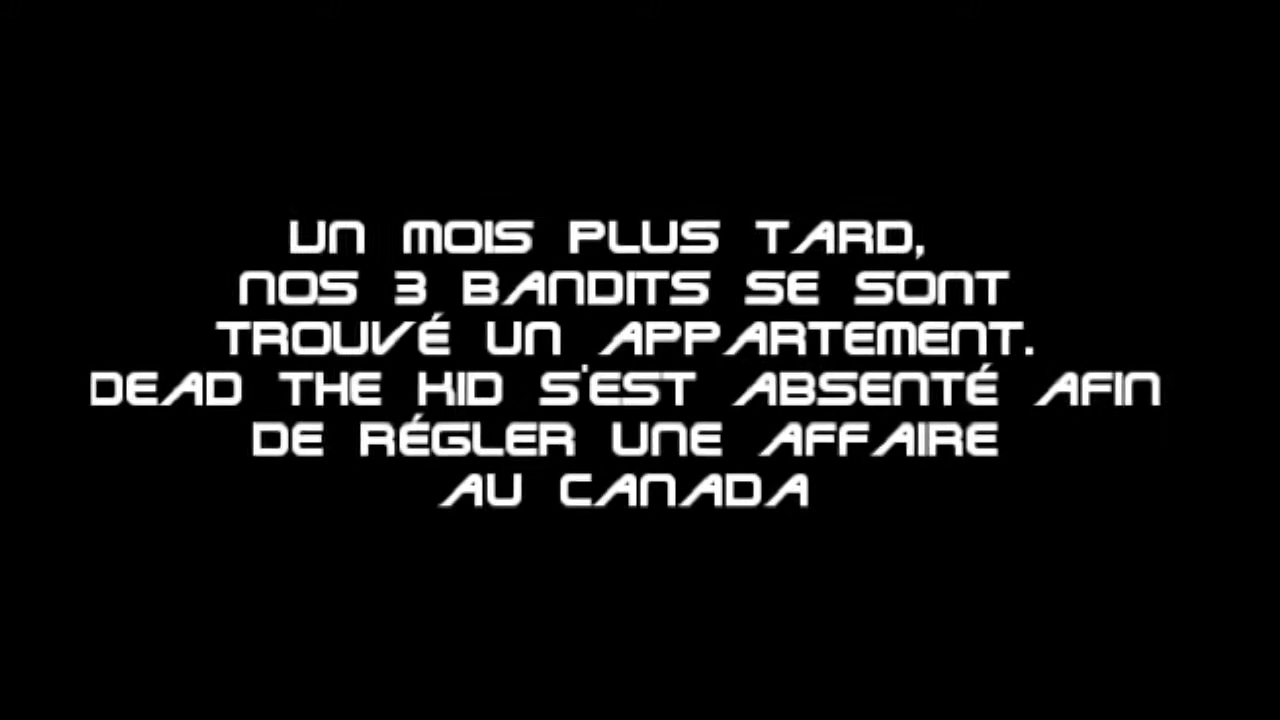 UN MOIS PLUS TARD,
NOS 3 BANDITS SE SONT
TROUVÉ UN APPARTEMENT.
DEAD THE KID S'EST ABSENTÉ AFIN
DE RÉGLER UNE AFFAIRE
AU CANADA